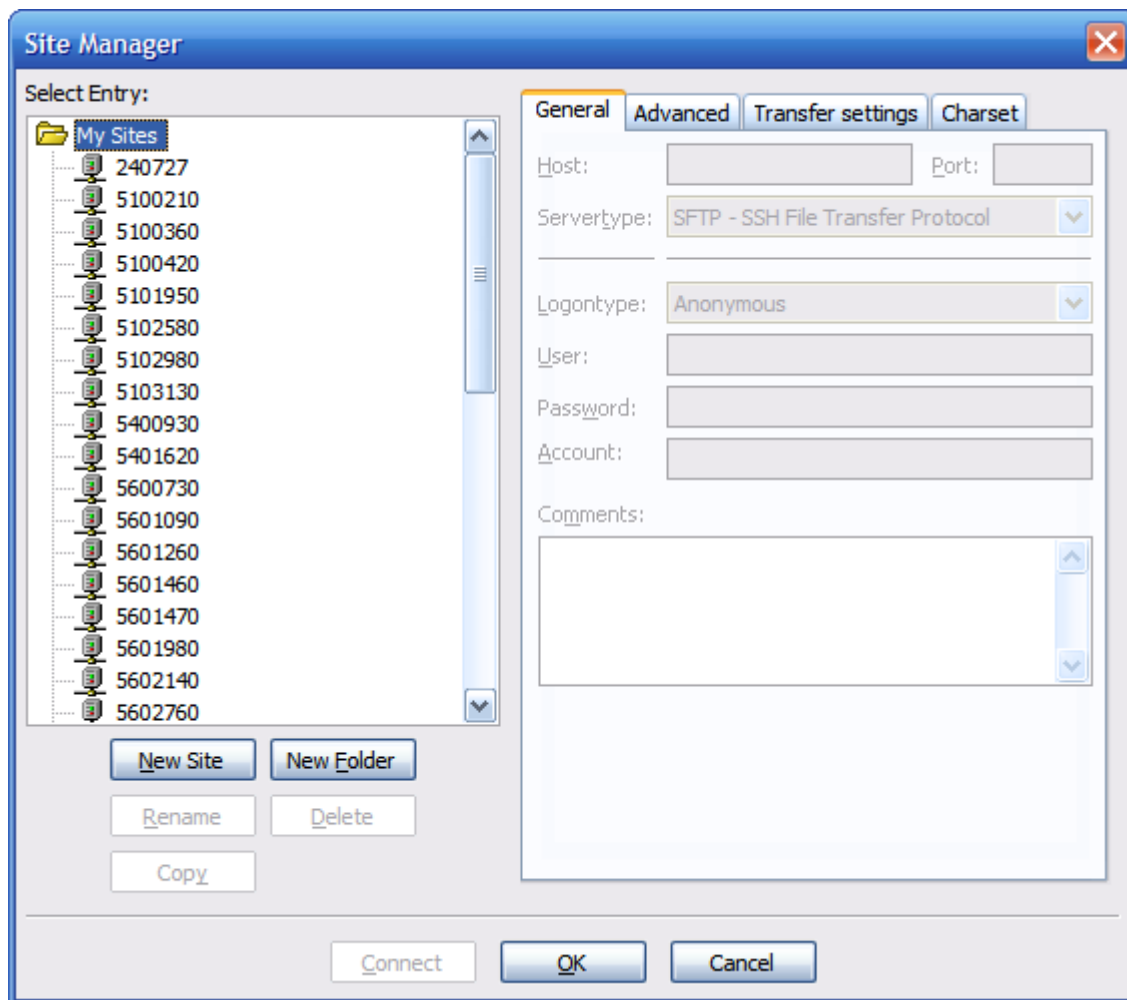 Site Manager
Select Entry:
My Sites
240727
5100210
5100360
5100420
5101950
5102580
5102980
5103130
5400930
5401620
5600730
5601090
5601260
5601460
5601470
5601980
5602140
5602760
New Site New Folder
Rename Delete
Copy
General Advanced Transfer settings Charset
Host: Port:
Servertype: SFTP - SSH File Transfer Protocol
Logontype: Anonymous
User:
Password:
Account:
Comments:
Connect OK Cancel